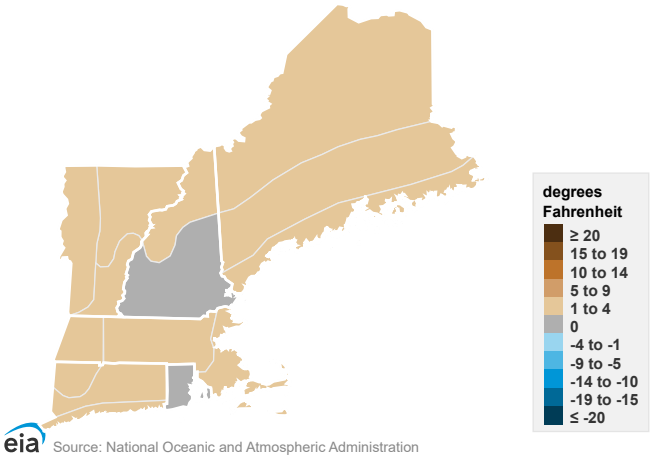 degrees
Fahrenheit
≥ 20
15 to 19
10 to 14
5 to 9
1 to 4
0
-4 to -1
-9 to -5
-14 to -10
-19 to -15
≤ -20
eia
Source: National Oceanic and Atmospheric Administration